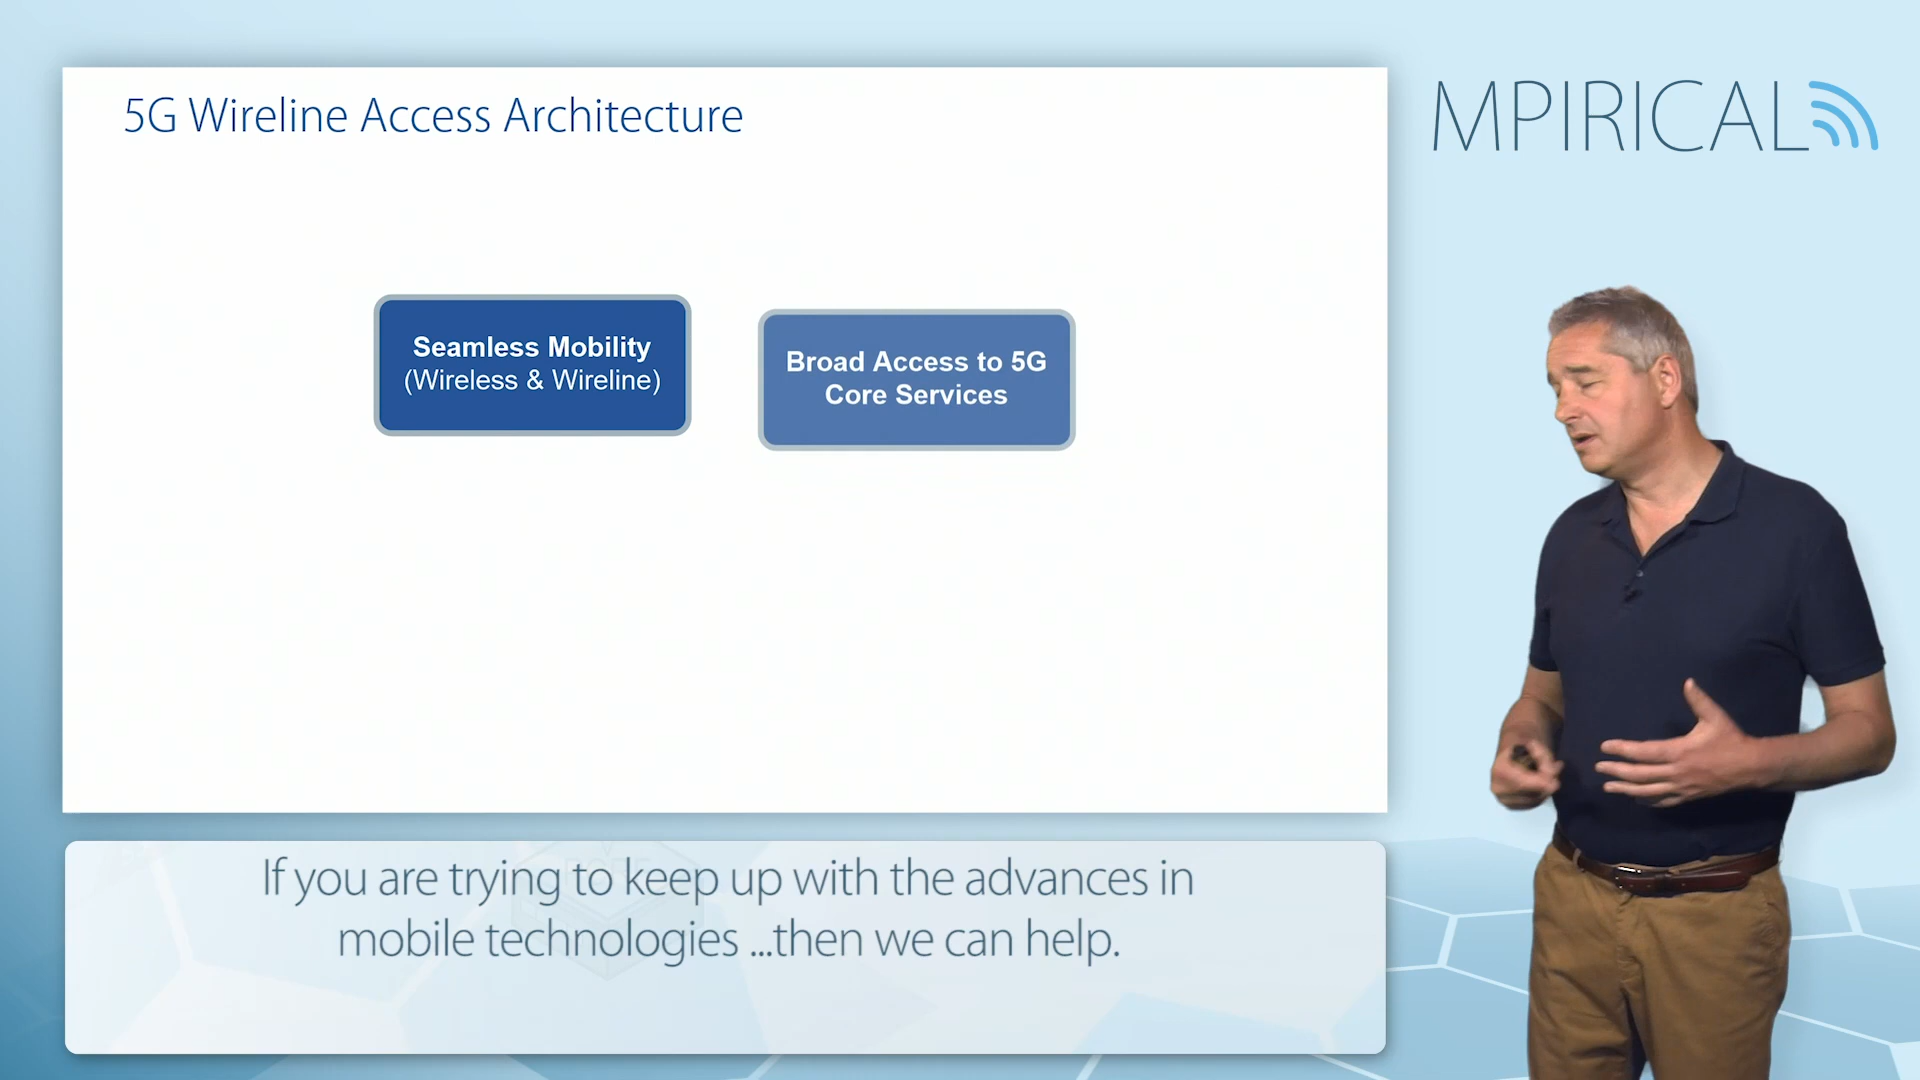 5G Wireline Access Architecture
MPIRICAL
Seamless Mobility
(Wireless & Wireline)
Broad Access to 5G
Core Services
If you are trying to keep up with the advances in
mobile technologies ...then we can help.